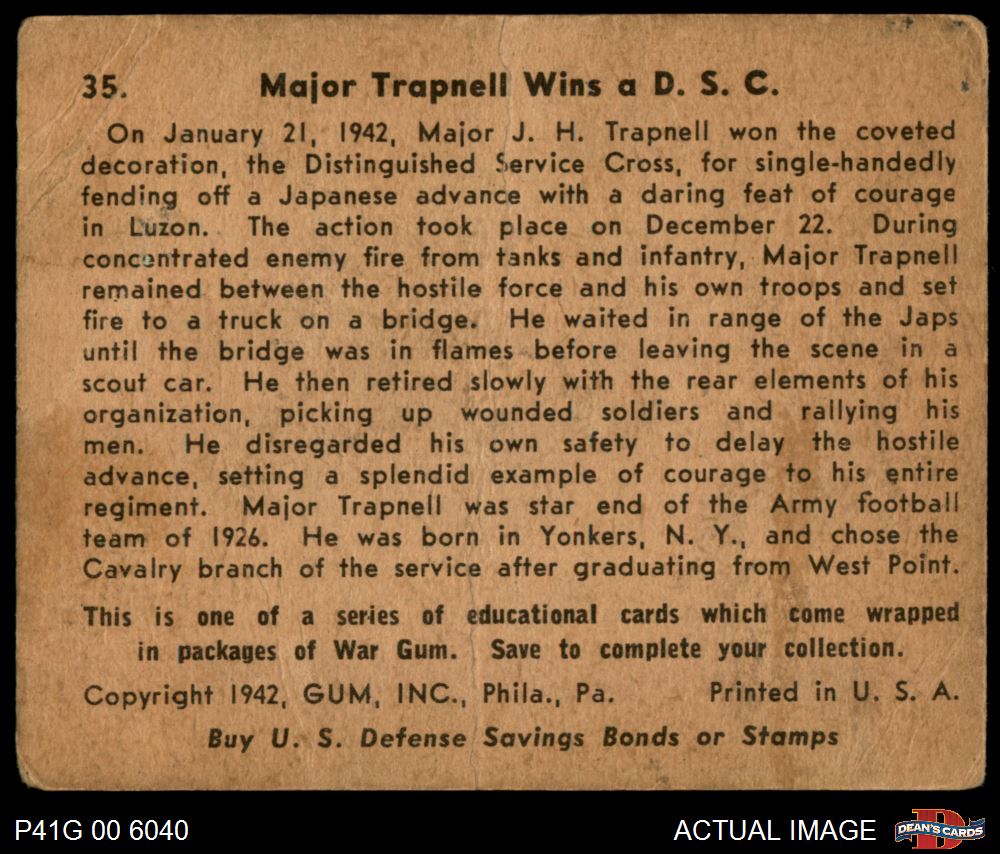 35. Major Trapnell Wins a D. S. C.
On January 21, 1942, Major J. H. Trapnell won the coveted
decoration, the Distinguished Service Cross, for single-handedly
fending off a Japanese advance with a daring feat of courage
in Luzon. The action took place on December 22. During
concentrated enemy fire from tanks and infantry, Major Trapnell
remained between the hostile force and his own troops and set
fire to a truck on a bridge. He waited in range of the Japs
until the bridge was in flames before leaving the scene in a
scout car. He then retired slowly with the rear elements of his
organization, picking up wounded soldiers and rallying his
men. He disregarded his own safety to delay the hostile
advance, setting a splendid example of courage to his entire
regiment. Major Trapnell was star end of the Army football
team of 1926. He was born in Yonkers, N. Y., and chose the
Cavalry branch of the service after graduating from West Point.
This is one of a series of educational cards which come wrapped
in packages of War Gum. Save to complete your collection.
Copyright 1942, GUM, INC., Phila., Pa. Printed in U. S. A.
Buy U. S. Defense Savings Bonds or Stamps
P41G 00 6040 ACTUAL IMAGE DEAN'S CARDS